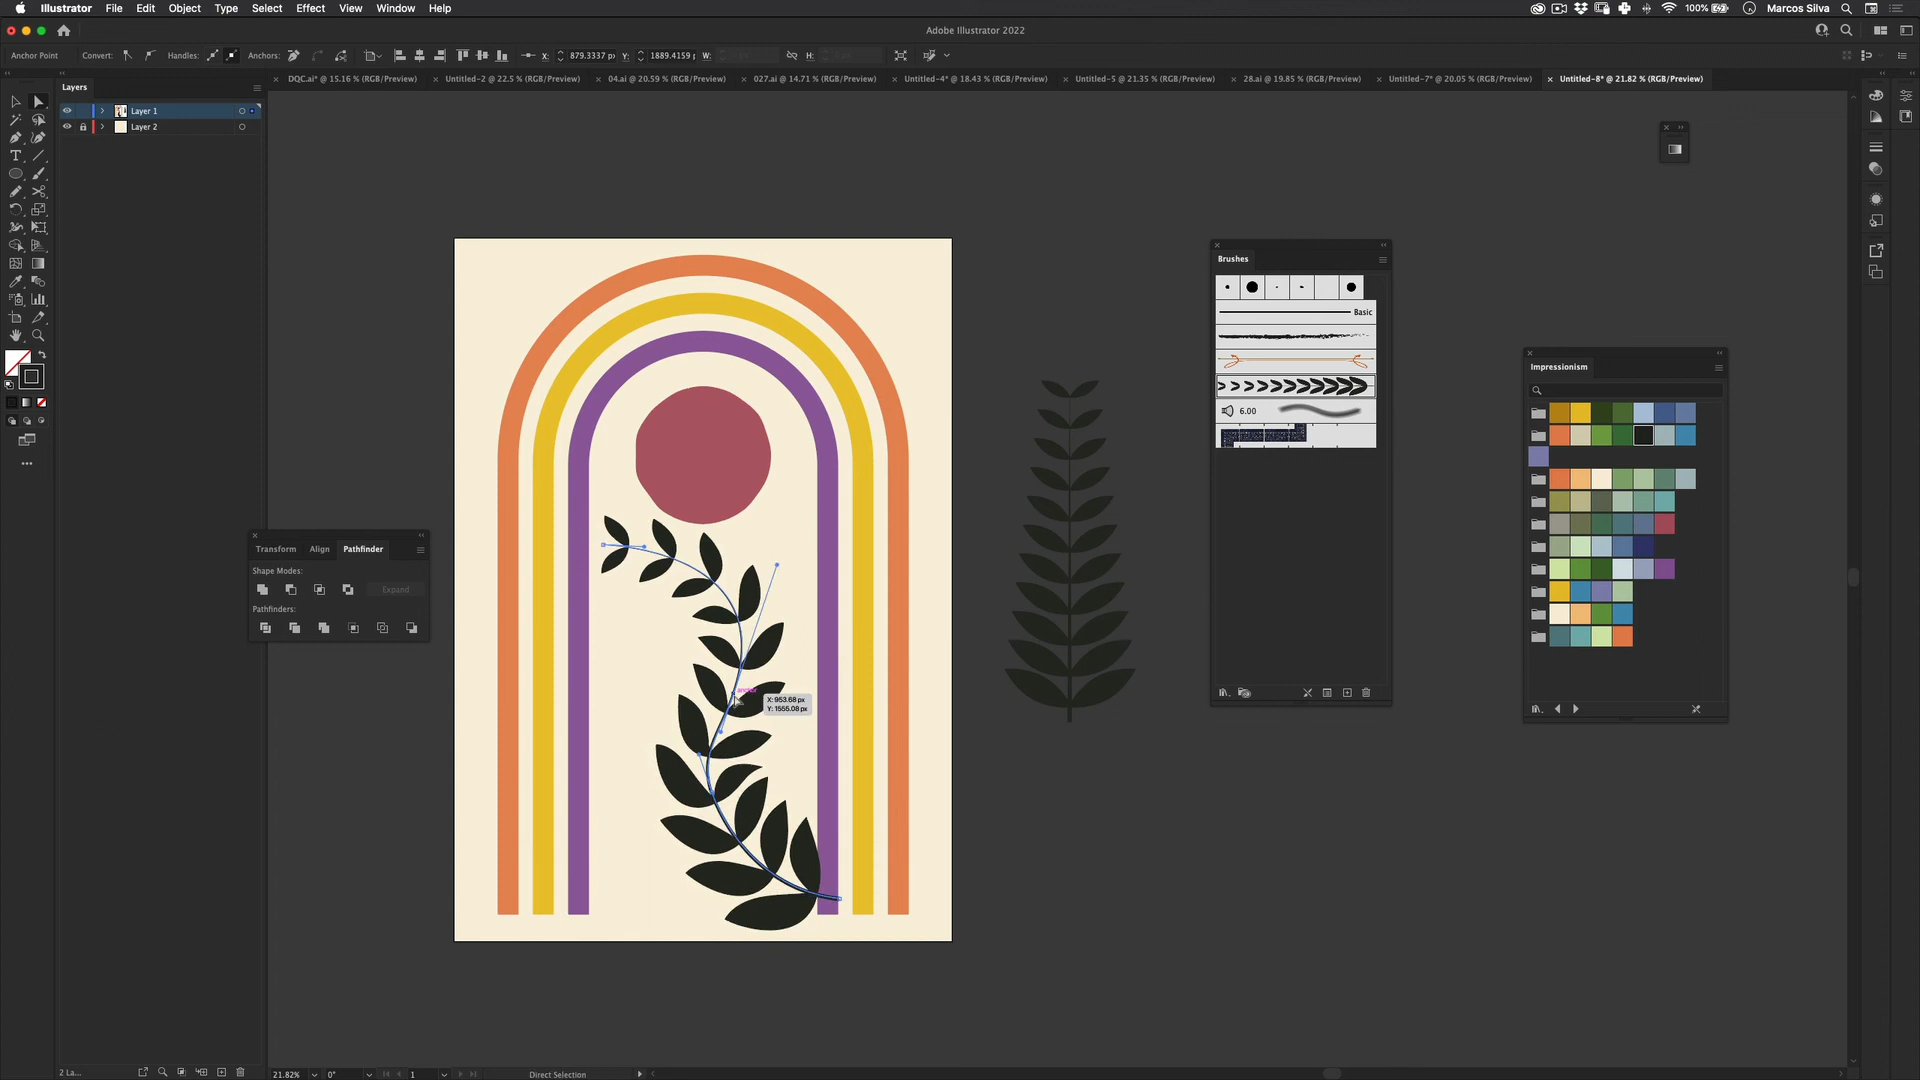 Illustrator File Edit Object Type Select Effect View Window Help
100% Marcos Silva
Adobe Illustrator 2022
Anchor Point Convert: Handles: Anchors: X: 879.3337 p Y: 1889.4159 p W: H:
DQC.ai* @ 15.16 % (RGB/Preview) Untitled-2 @ 22.5 % (RGB/Preview) 04.ai @ 20.59 % (RGB/Preview) 027.ai @ 14.71 % (RGB/Preview) Untitled-4* @ 18.43 % (RGB/Preview) Untitled-5 @ 21.35 % (RGB/Preview) 28.ai @ 19.85 % (RGB/Preview) Untitled-7* @ 20.05 % (RGB/Preview) Untitled-8* @ 21.82 % (RGB/Preview)
Layers
Layer 1
Layer 2
Brushes
Basic
6.00
Impressionism
Transform Align Pathfinder
Shape Modes:
Expand
Pathfinders:
anchor
X: 953.68 px
Y: 1555.08 px
2 La...
21.82% 0° 1 Direct Selection